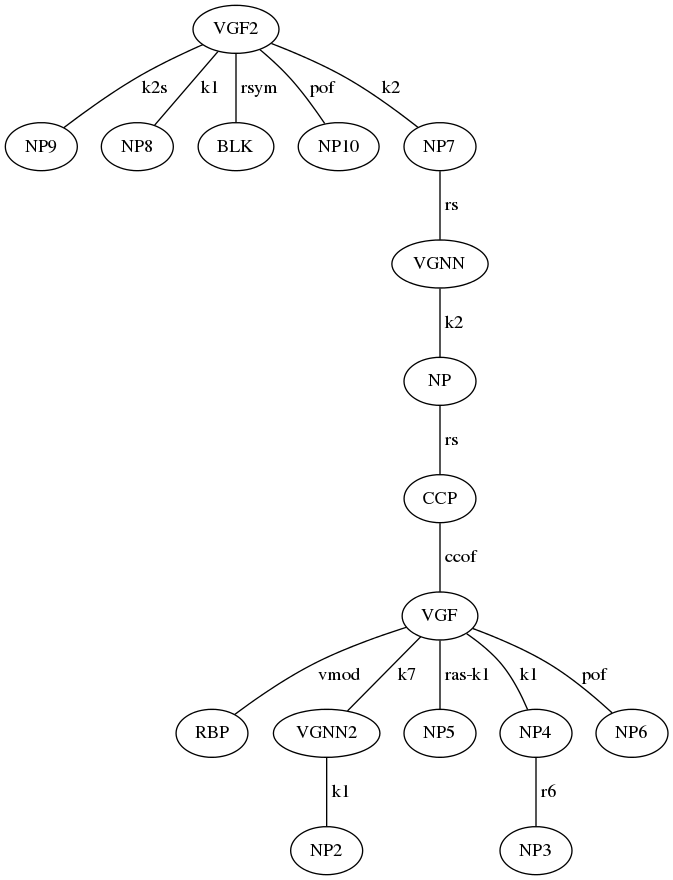 VGF2
k2s k1 rsym pof k2
NP9 NP8 BLK NP10 NP7
rs
VGNN
k2
NP
rs
CCP
ccof
VGF
vmod k7 ras-k1 k1 pof
RBP VGNN2 NP5 NP4 NP6
k1 r6
NP2 NP3